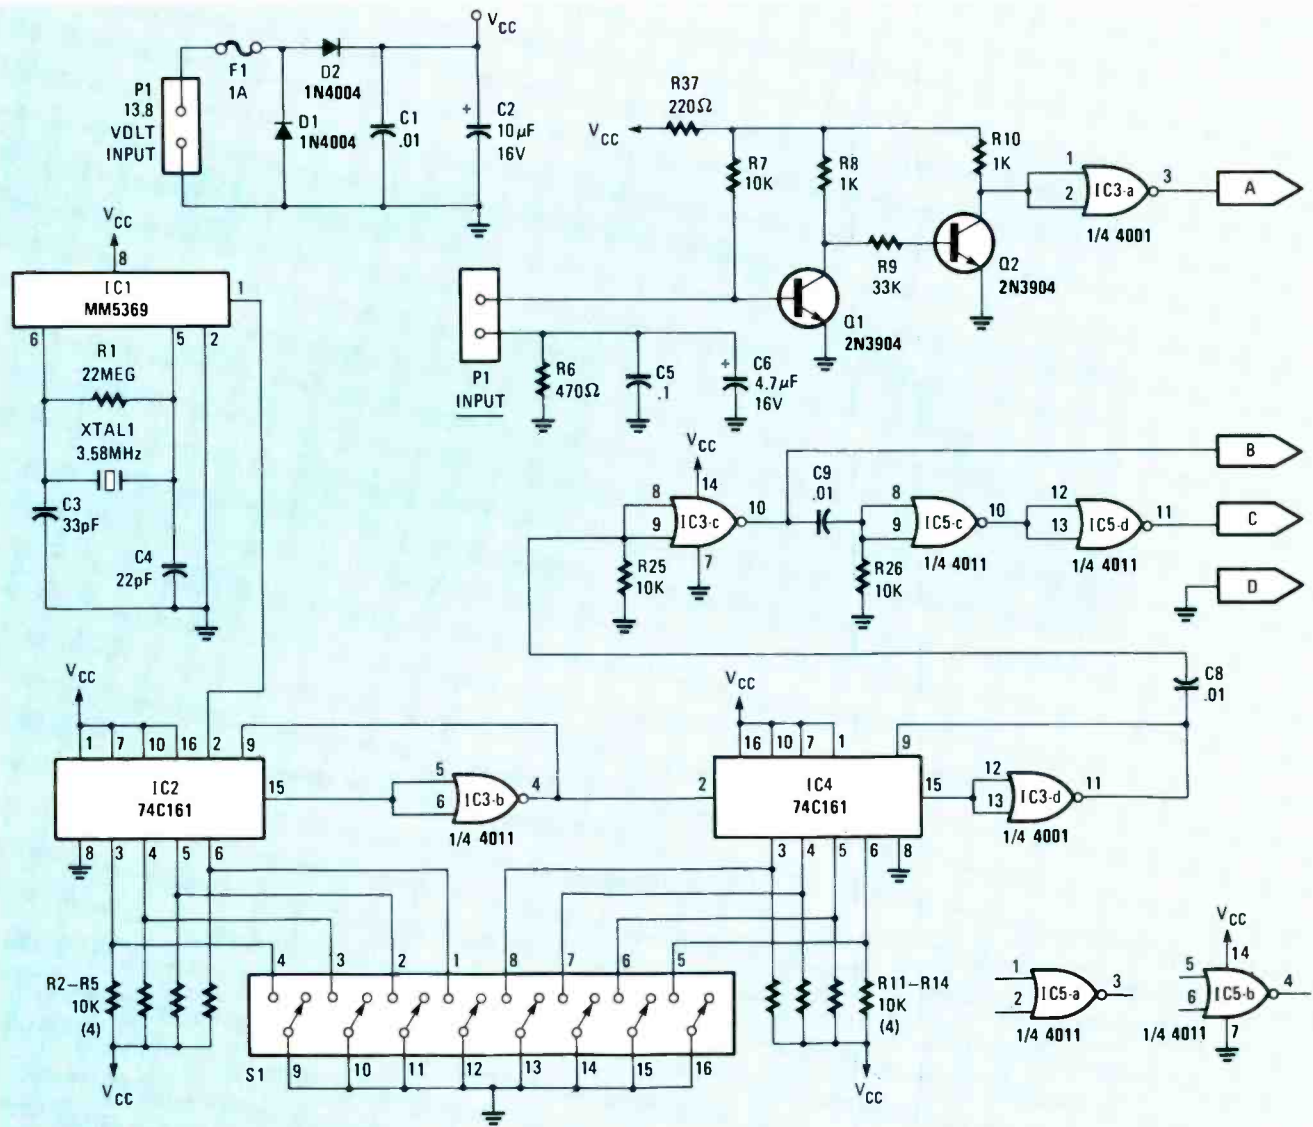 VCC
F1
1A
D2
1N4004
P1
13.8
VOLT
INPUT
D1
1N4004
C1
.01
+
C2
10µF
16V
R37
220Ω
VCC
R7
10K
R8
1K
R10
1K
1
2
IC3-a
3
1/4 4001
A
R9
33K
Q2
2N3904
Q1
2N3904
VCC
8
IC1
MM5369
1
6
5
2
R1
22MEG
XTAL1
3.58MHz
C3
33pF
C4
22pF
P1
INPUT
R6
470Ω
C5
.1
+
C6
4.7µF
16V
VCC
14
8
9
IC3-c
10
7
R25
10K
C9
.01
8
9
IC5-c
10
1/4 4011
R26
10K
12
13
IC5-d
11
1/4 4011
B
C
D
C8
.01
VCC
1
7
10
16
2
9
IC2
74C161
15
8
3
4
5
6
5
6
IC3-b
4
1/4 4011
VCC
16
10
7
1
9
2
IC4
74C161
15
3
4
5
6
8
12
13
IC3-d
11
1/4 4001
R2–R5
10K
(4)
VCC
4
3
2
1
8
7
6
5
S1
9
10
11
12
13
14
15
16
R11–R14
10K
(4)
VCC
1
2
IC5-a
3
1/4 4011
VCC
14
5
6
IC5-b
4
7
1/4 4011